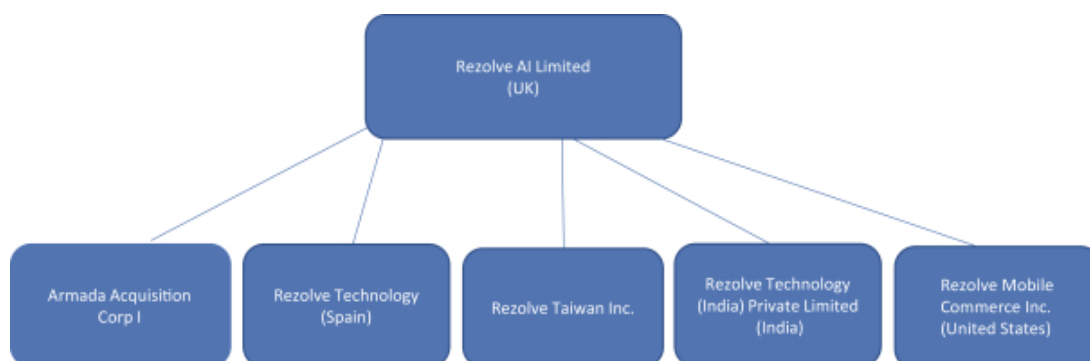 Rezolve AI Limited
(UK)
Armada Acquisition
Corp I
Rezolve Technology
(Spain)
Rezolve Taiwan Inc.
Rezolve Technology
(India) Private Limited
(India)
Rezolve Mobile
Commerce Inc.
(United States)